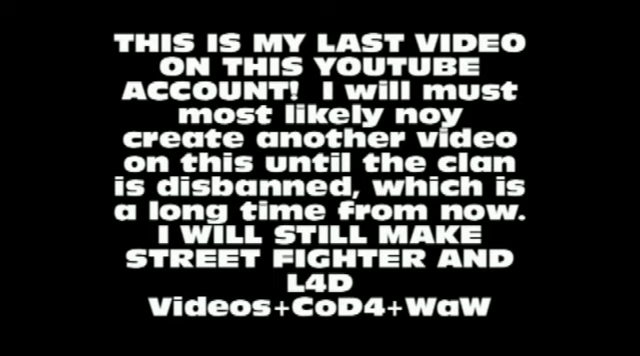 THIS IS MY LAST VIDEO
ON THIS YOUTUBE
ACCOUNT! I will must
most likely noy
create another video
on this until the clan
is disbanned, which is
a long time from now.
I WILL STILL MAKE
STREET FIGHTER AND
L4D
Videos+CoD4+WaW